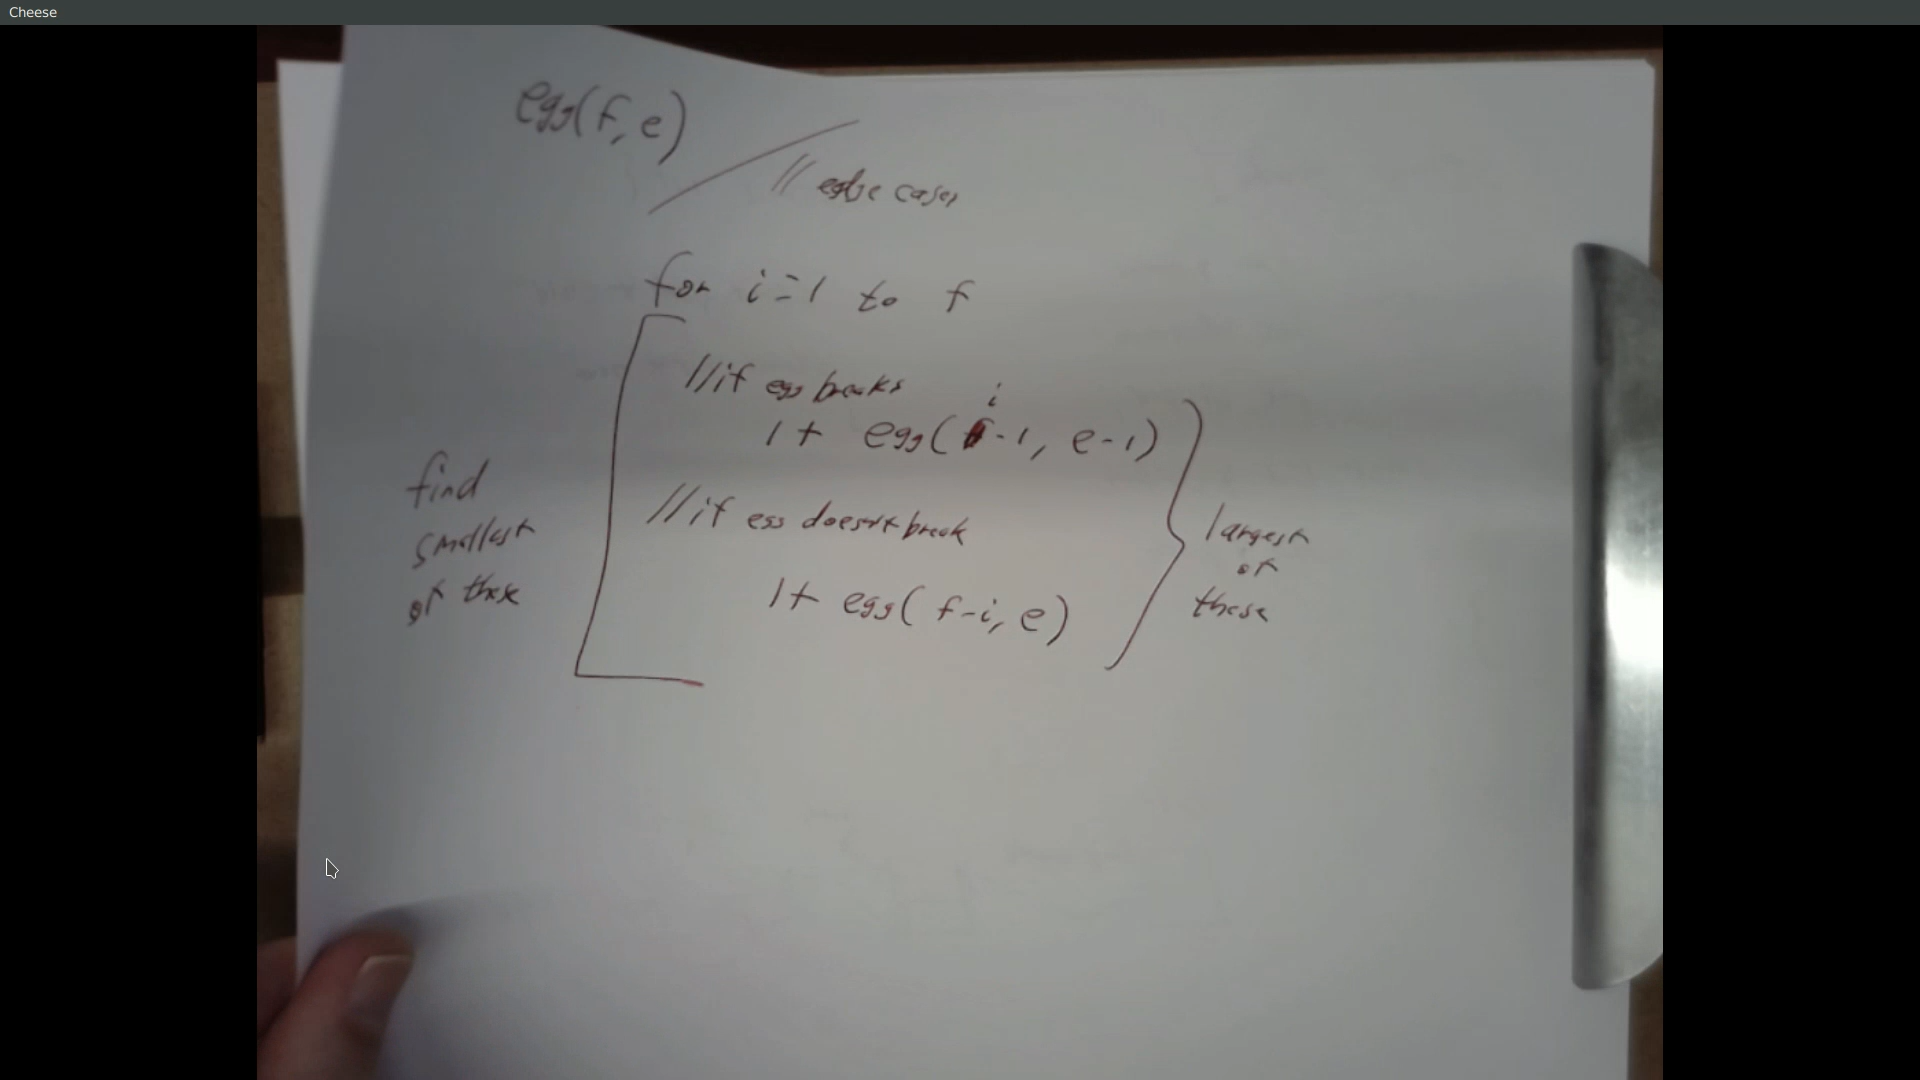 Cheese
egg(f, e)
// edge cases
for i=1 to f
//if egg breaks
i
1+ egg(-1, e-1)
//if egg doesn't break
1+ egg(f-i, e)
find
smallest
of these
largest
of
these